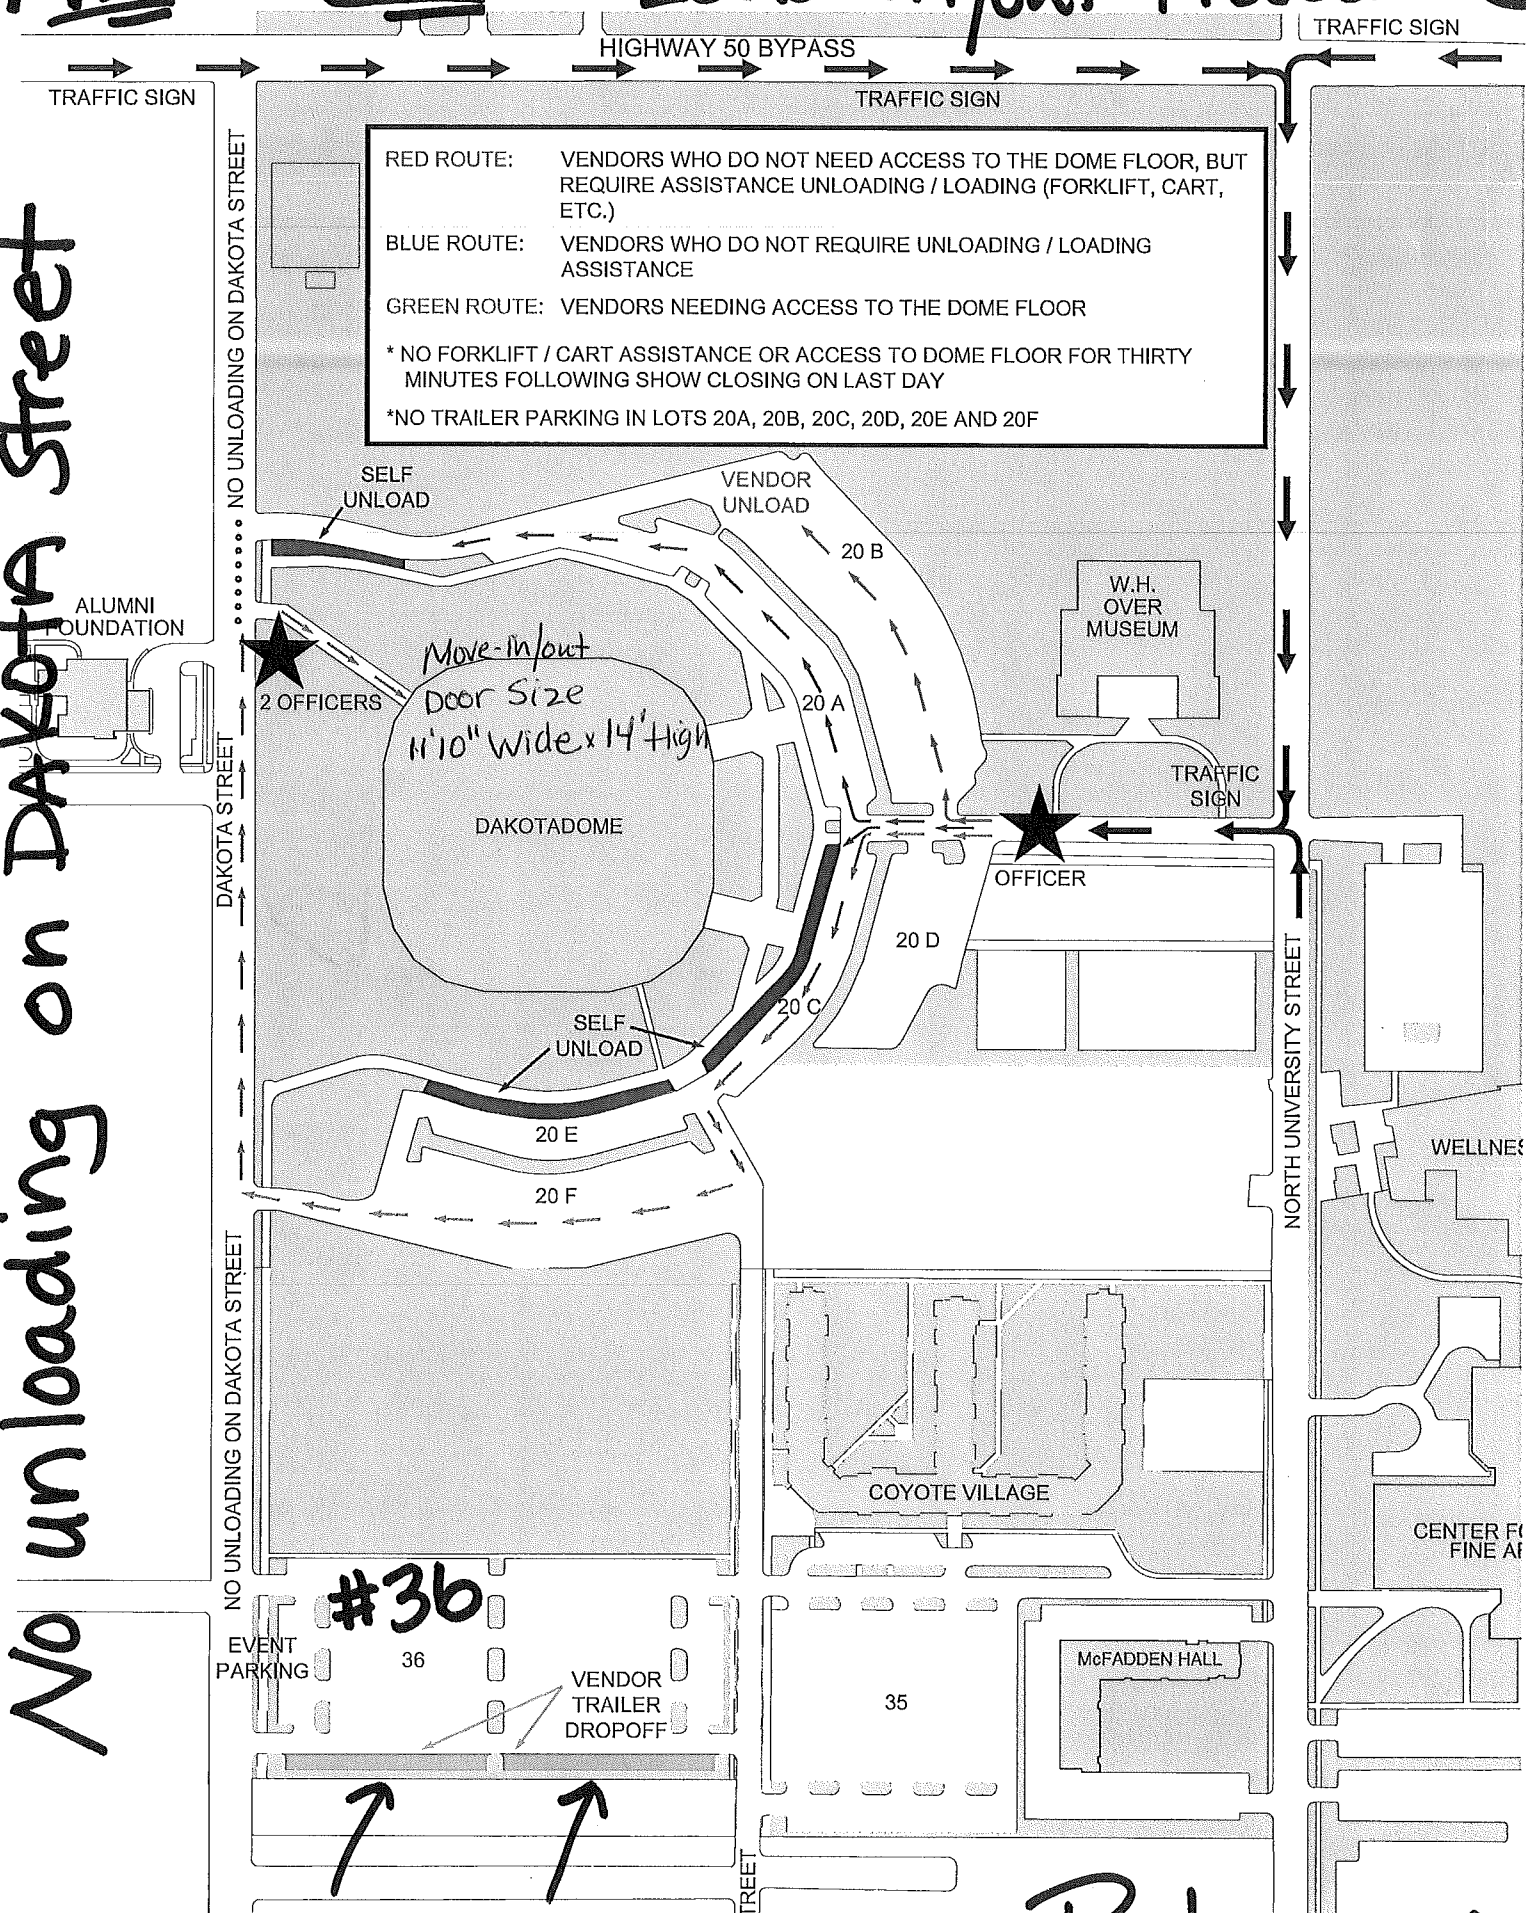 TRAFFIC SIGN
HIGHWAY 50 BYPASS
TRAFFIC SIGN
TRAFFIC SIGN
RED ROUTE: VENDORS WHO DO NOT NEED ACCESS TO THE DOME FLOOR, BUT
REQUIRE ASSISTANCE UNLOADING / LOADING (FORKLIFT, CART,
ETC.)
BLUE ROUTE: VENDORS WHO DO NOT REQUIRE UNLOADING / LOADING
ASSISTANCE
GREEN ROUTE: VENDORS NEEDING ACCESS TO THE DOME FLOOR
* NO FORKLIFT / CART ASSISTANCE OR ACCESS TO DOME FLOOR FOR THIRTY
MINUTES FOLLOWING SHOW CLOSING ON LAST DAY
*NO TRAILER PARKING IN LOTS 20A, 20B, 20C, 20D, 20E AND 20F
No unloading on DAKOTA Street
NO UNLOADING ON DAKOTA STREET
SELF
UNLOAD
VENDOR
UNLOAD
20 B
W.H.
OVER
MUSEUM
ALUMNI
FOUNDATION
2 OFFICERS
Move-in/out
Door Size
11'10" Wide x 14' High
20 A
TRAFFIC
SIGN
DAKOTA STREET
DAKOTADOME
OFFICER
20 D
20 C
SELF
UNLOAD
NORTH UNIVERSITY STREET
20 E
20 F
WELLNES
NO UNLOADING ON DAKOTA STREET
COYOTE VILLAGE
CENTER FO
FINE AR
#36
EVENT
PARKING
36
VENDOR
TRAILER
DROPOFF
35
McFADDEN HALL
TREET